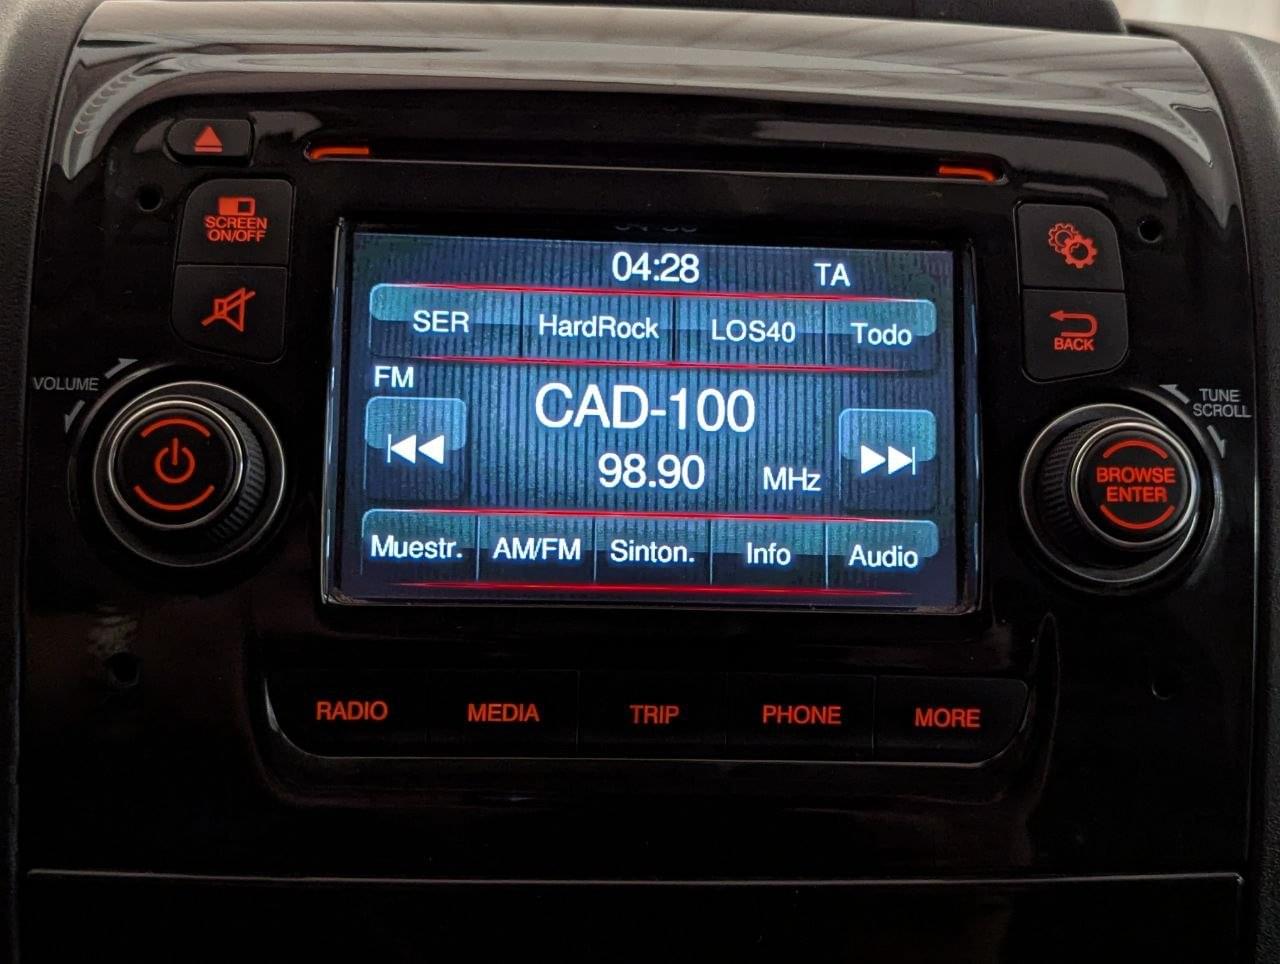 04:28 TA
SCREEN
ON/OFF
SER HardRock LOS40 Todo
BACK
VOLUME
FM
CAD-100
98.90 MHz
TUNE
SCROLL
BROWSE
ENTER
Muestr. AM/FM Sinton. Info Audio
RADIO MEDIA TRIP PHONE MORE